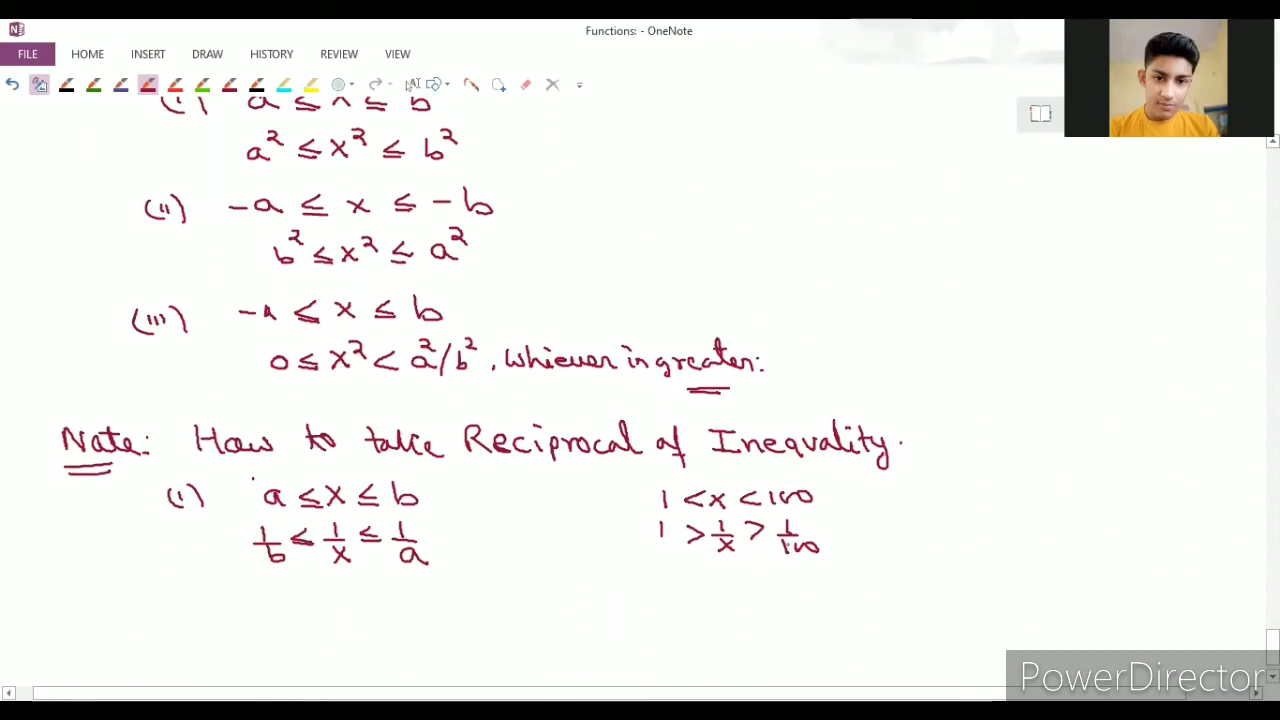 Functions: - OneNote
FILE HOME INSERT DRAW HISTORY REVIEW VIEW
(i) a ≤ x ≤ b
a² ≤ x² ≤ b²
(ii) -a ≤ x ≤ -b
b² ≤ x² ≤ a²
(iii) -a ≤ x ≤ b
0 ≤ x² < a²/b², whiever is greater:
Note: How to take Reciprocal of Inequality.
(i) a ≤ x ≤ b 1 < x < 100
1/b ≤ 1/x ≤ 1/a 1 > 1/x > 1/100
PowerDirector